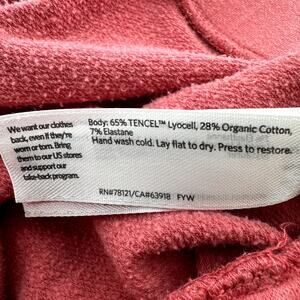 We want our clothes
back, even if they're
worn or torn. Bring
them to our US stores
and support our
take-back program.
Body: 65% TENCEL™ Lyocell, 28% Organic Cotton,
7% Elastane
Hand wash cold. Lay flat to dry. Press to restore.
RN#78121/CA#63918 FYW